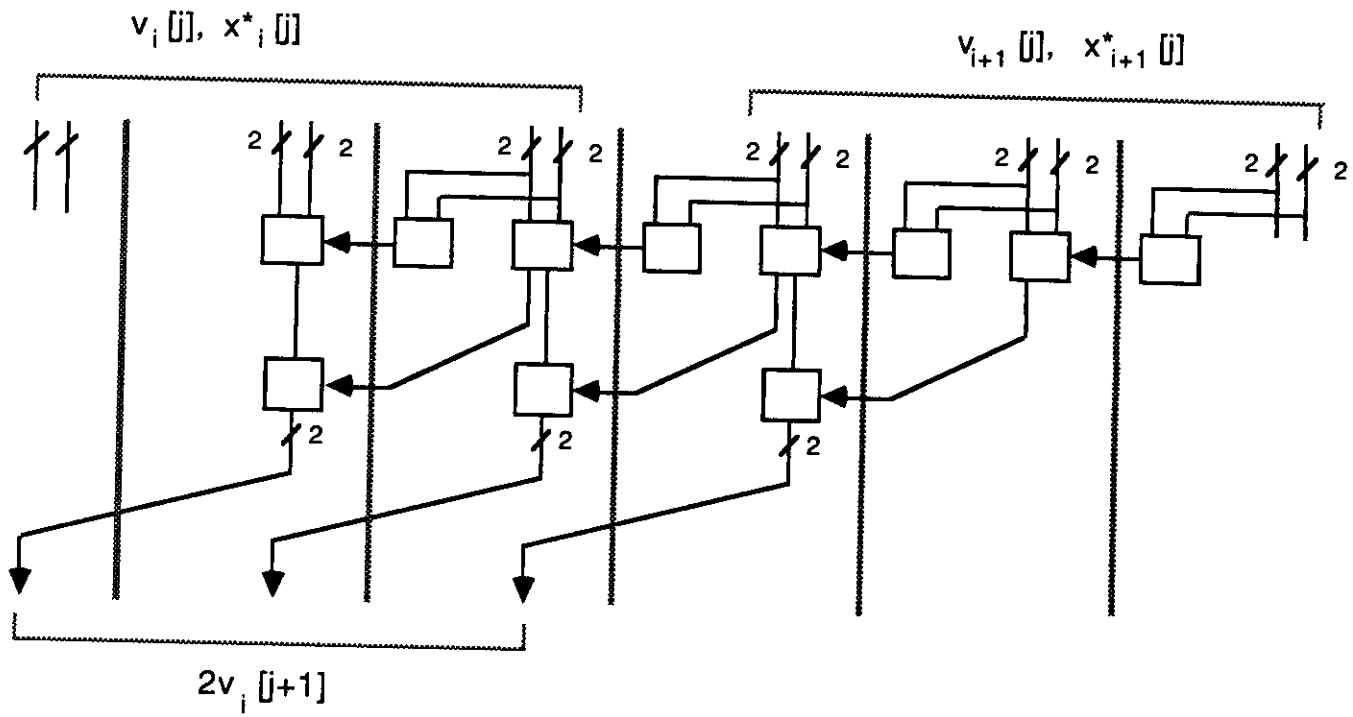 v_i [j], x*_i [j]
v_{i+1} [j], x*_{i+1} [j]
2 2 2 2 2 2 2 2 2 2
2 2 2
2v_i [j+1]